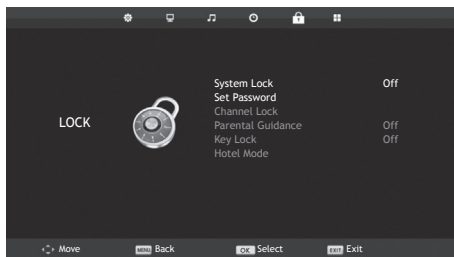 System Lock Off
Set Password
Channel Lock
LOCK
Parental Guidance Off
Key Lock Off
Hotel Mode
Move MENU Back OK Select EXIT Exit